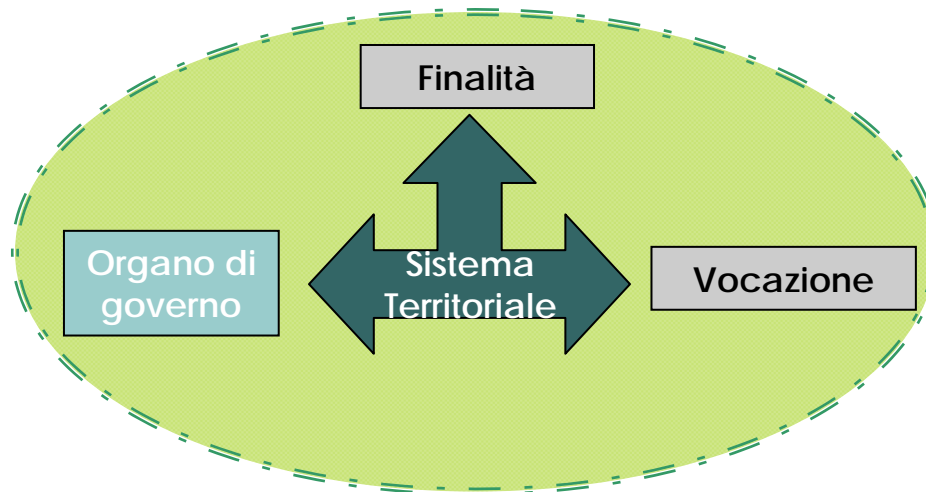 Finalità
Organo di
governo
Sistema
Territoriale
Vocazione